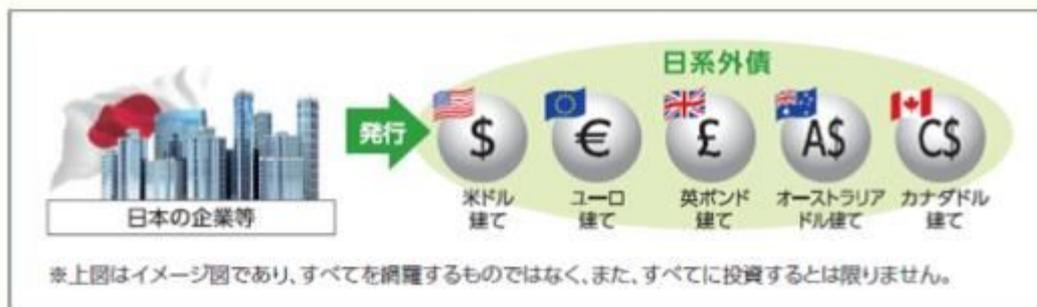 日系外債
発行
$
€
£
A$
C$
米ドル
建て
ユーロ
建て
英ポンド
建て
オーストラリア
ドル建て
カナダドル
建て
日本の企業等
※上図はイメージ図であり、すべてを網羅するものではなく、また、すべてに投資するとは限りません。